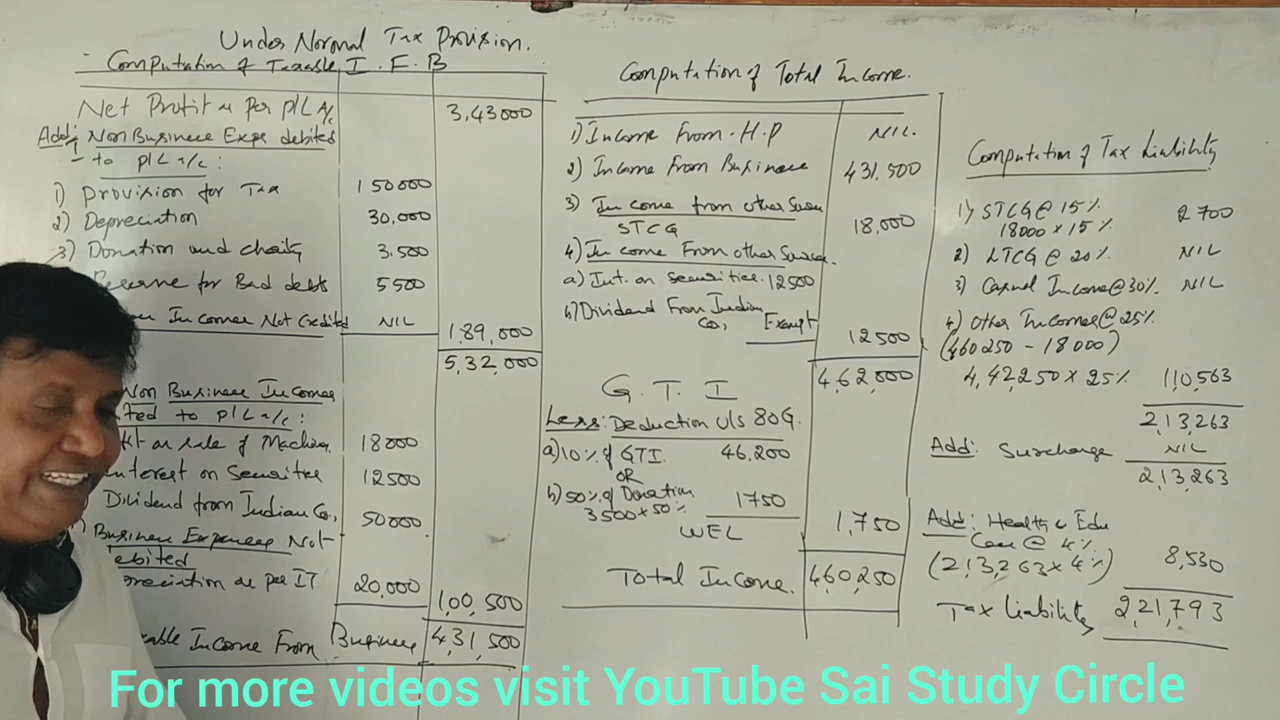 Under Normal Tax Provision.
Computation of Taxable I.F.B
Net Profit as per P/L A/c 3,43000
Add: Non Business Exps debited
to P/L a/c:
1) Provision for Tax 150000
2) Depreciation 30,000
3) Donation and charity 3,500
Reserve for Bad debts 5500
Incomes Not Credited NIL 1,89,000
5,32,000
Non Business Incomes
to P/L a/c:
on sale of Machinery 18000
Interest on Securities 12500
Dividend from Indian Co., 50000
Business Expenses Not
Depreciation as per IT 20,000 1,00,500
Income From Business 4,31,500
Computation of Total Income.
1) Income From H.P NIL.
2) Income From Business 431,500
3) Income from other Source
STCG 18,000
4) Income From other Sources.
a) Int. on Securities. 12500
b) Dividend From Indian
Co, Exempt 12500
G.T.I 4,62,000
Less: Deduction U/s 80G.
a) 10% of GTI. 46,200
OR
b) 50% of Donation 1750
3500 x 50%
WEL 1,750
Total Income. 460,250
Computation of Tax Liability
1) STCG @ 15% 2700
18000 x 15%
2) LTCG @ 20% NIL
3) Casual Income @ 30%. NIL
4) Other Incomes @ 25%
(460250 - 18000)
4,42,250 x 25% 1,10,563
2,13,263
Add: Surcharge NIL
2,13,263
Add: Health & Edu
Cess @ 4% 8,530
(2,13,263 x 4%)
Tax liability 2,21,793
For more videos visit YouTube Sai Study Circle